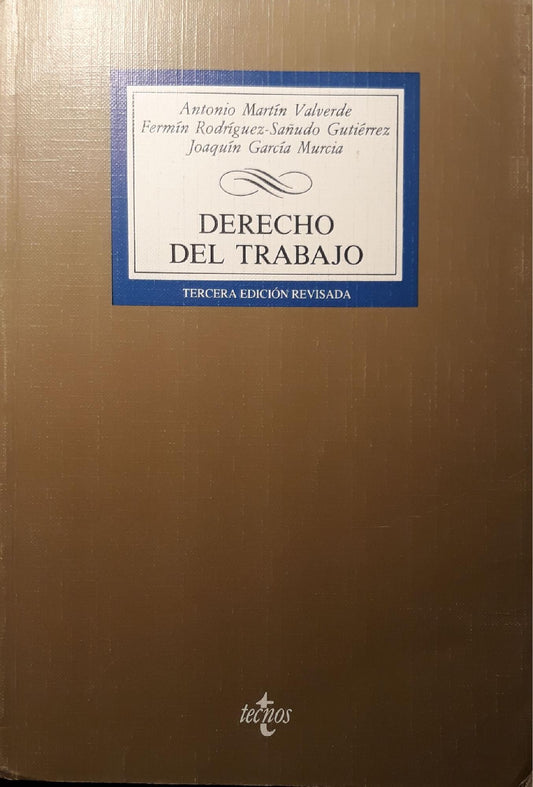 Antonio Martín Valverde
Fermín Rodríguez-Sañudo Gutiérrez
Joaquín García Murcia
DERECHO
DEL TRABAJO
TERCERA EDICIÓN REVISADA
tecnos